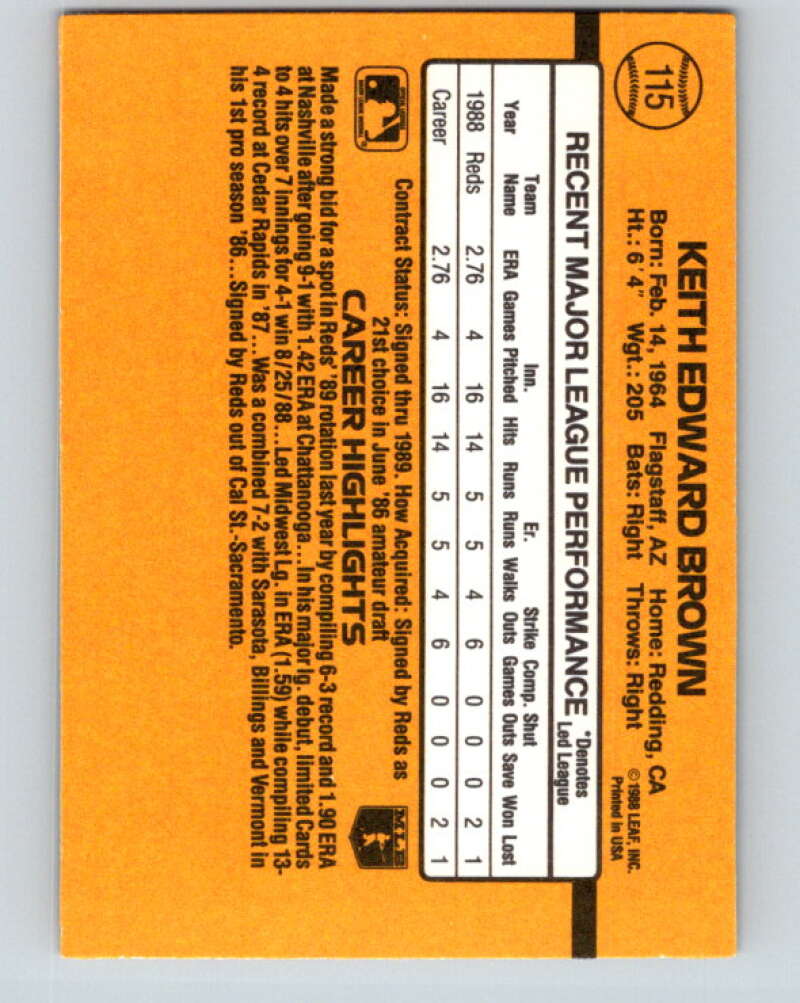 115
KEITH EDWARD BROWN
Born: Feb. 14, 1964 Flagstaff, AZ Home: Redding, CA
Ht.: 6'4" Wgt.: 205 Bats: Right Throws: Right
© 1988 LEAF, INC.
Printed in USA
RECENT MAJOR LEAGUE PERFORMANCE *Denotes
Led League
Team Inn. Er. Strike Comp. Shut
Year Name ERA Games Pitched Hits Runs Runs Walks Outs Games Outs Save Won Lost
1988 Reds 2.76 4 16 14 5 5 4 6 0 0 0 2 1
Career 2.76 4 16 14 5 5 4 6 0 0 0 2 1
Contract Status: Signed thru 1989. How Acquired: Signed by Reds as
21st choice in June '86 amateur draft
CAREER HIGHLIGHTS
MLB
Made a strong bid for a spot in Reds' '89 rotation last year by compiling 6-3 record and 1.90 ERA
at Nashville after going 9-1 with 1.42 ERA at Chattanooga... In his major lg. debut, limited Cards
to 4 hits over 7 innings for 4-1 win 8/25/88... Led Midwest Lg. in ERA (1.59) while compiling 13-
4 record at Cedar Rapids in '87... Was a combined 7-2 with Sarasota, Billings and Vermont in
his 1st pro season '86... Signed by Reds out of Cal St.-Sacramento.